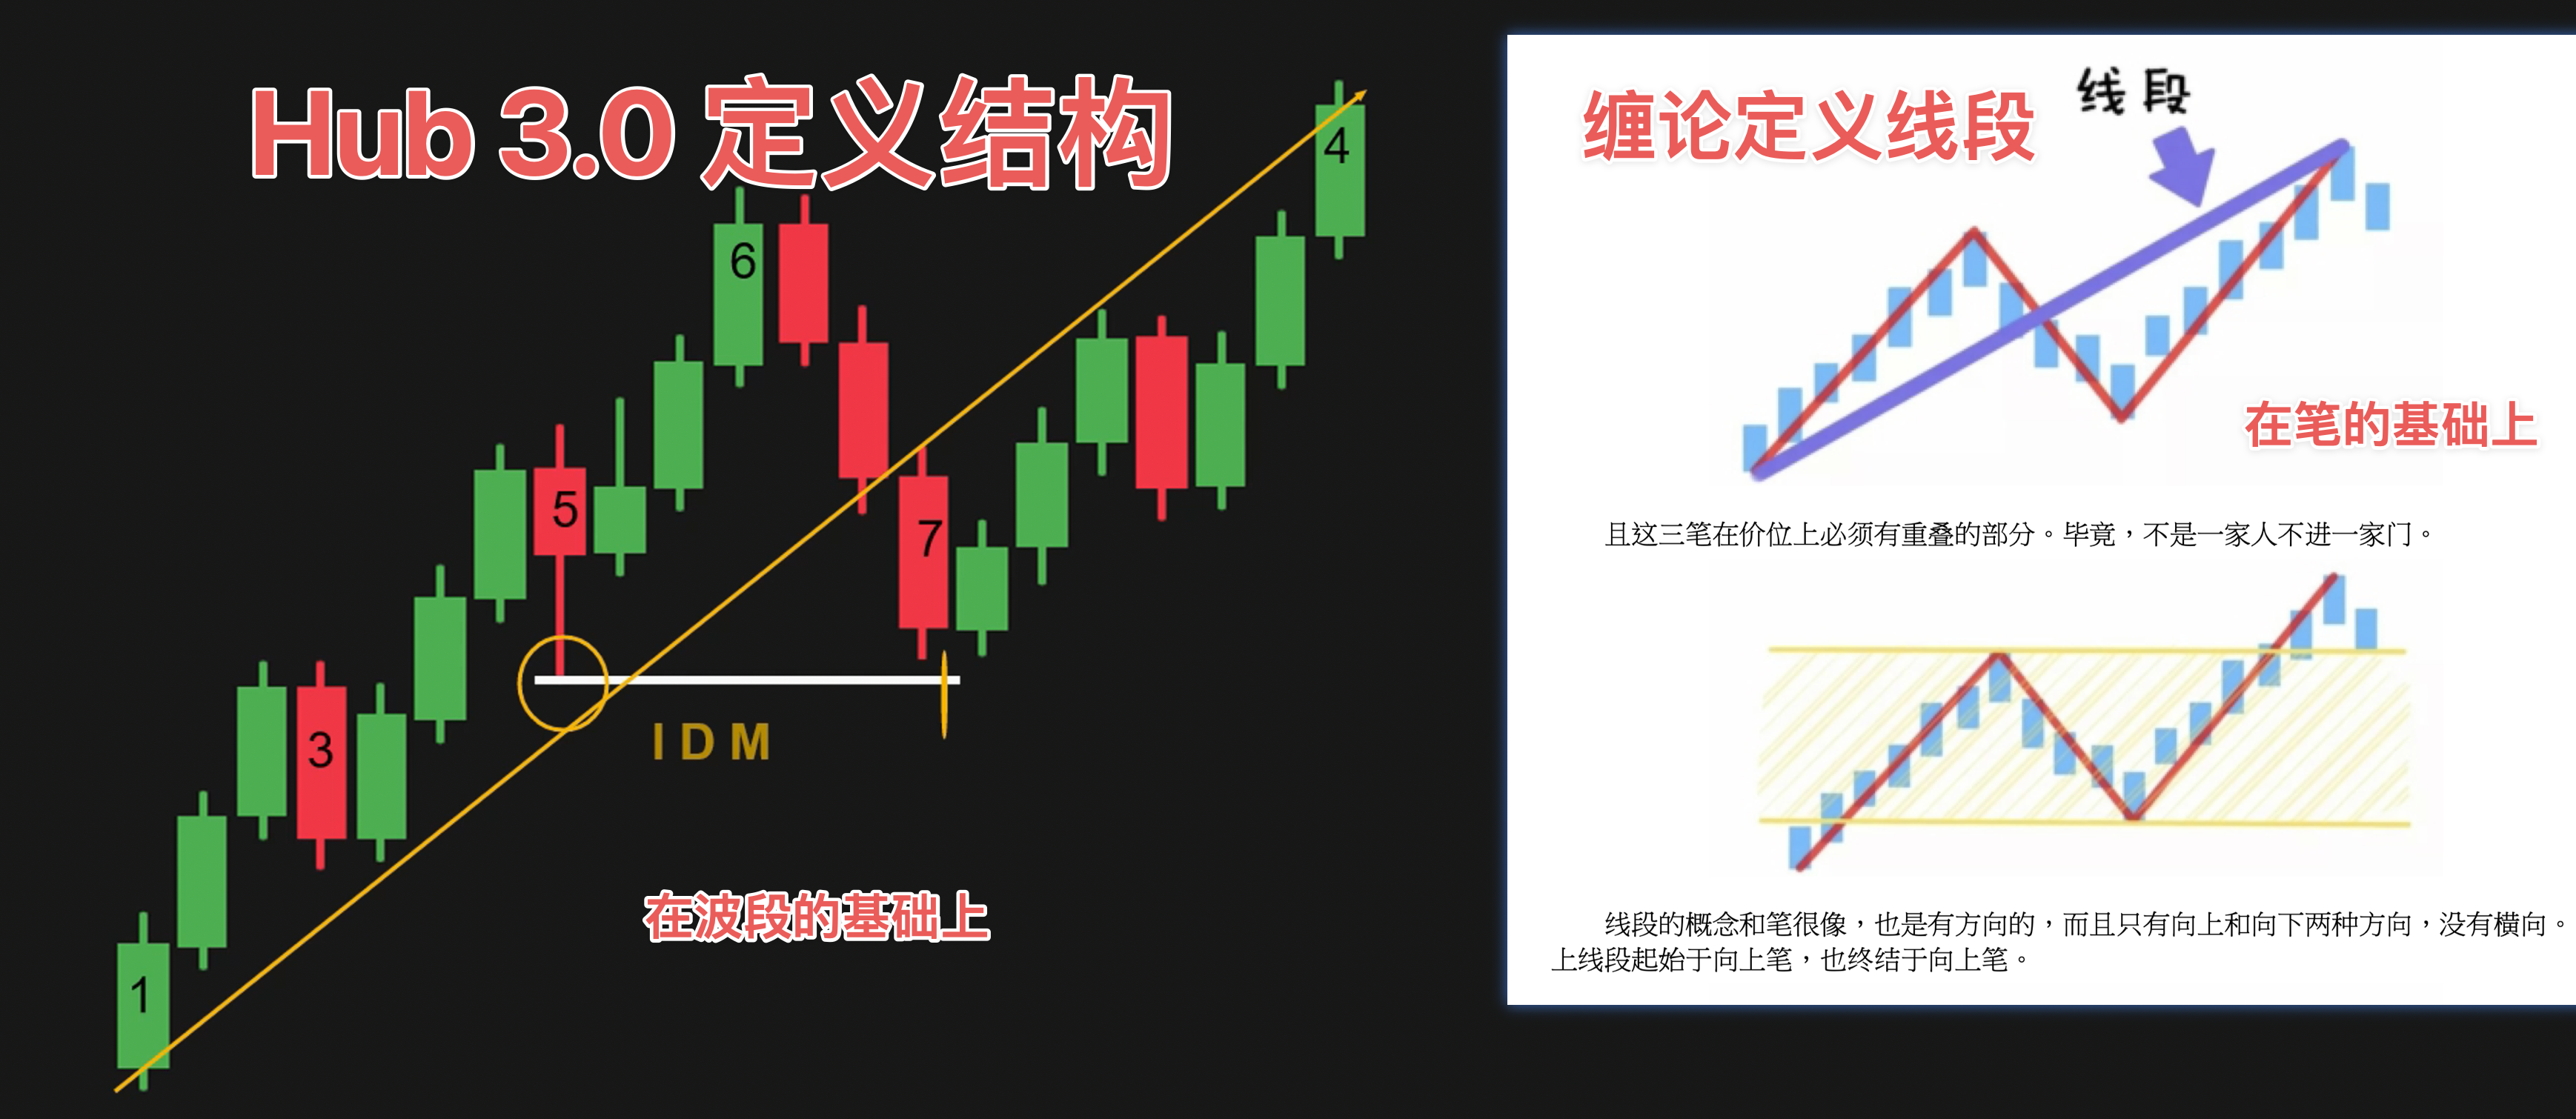 Hub 3.0 定义结构
6
4
5
7
3
IDM
1
在波段的基础上
缠论定义线段
线段
在笔的基础上
且这三笔在价位上必须有重叠的部分。毕竟，不是一家人不进一家门。
线段的概念和笔很像，也是有方向的，而且只有向上和向下两种方向，没有横向。
上线段起始于向上笔，也终结于向上笔。